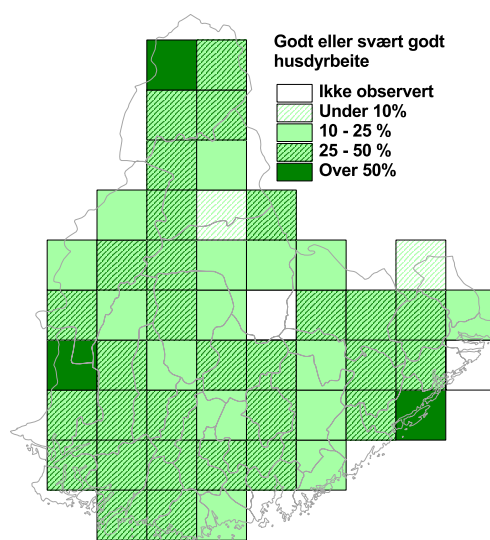 Godt eller svært godt
husdyrbeite
Ikke observert
Under 10%
10 - 25 %
25 - 50 %
Over 50%